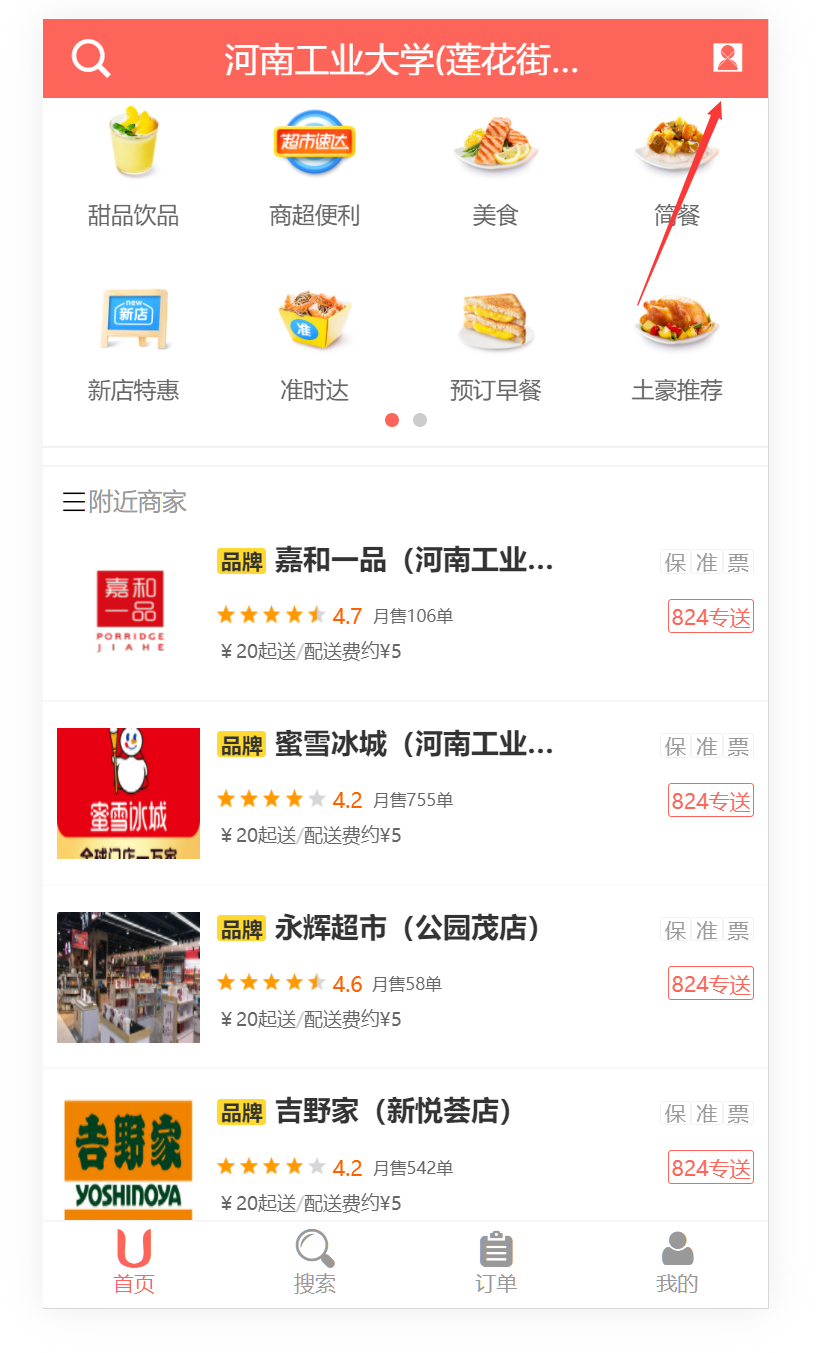 河南工业大学(莲花街...
超市速达
甜品饮品
商超便利
美食
简餐
new
新店
准
新店特惠
准时达
预订早餐
土豪推荐
附近商家
嘉和
一品
PORRIDGE
JIAHE
品牌 嘉和一品（河南工业... 保 准 票
4.7 月售106单 824专送
¥20起送/配送费约¥5
蜜雪冰城
全球门店一万家
品牌 蜜雪冰城（河南工业... 保 准 票
4.2 月售755单 824专送
¥20起送/配送费约¥5
品牌 永辉超市（公园茂店） 保 准 票
4.6 月售58单 824专送
¥20起送/配送费约¥5
吉野家
YOSHINOYA
品牌 吉野家（新悦荟店） 保 准 票
4.2 月售542单 824专送
¥20起送/配送费约¥5
首页
搜索
订单
我的